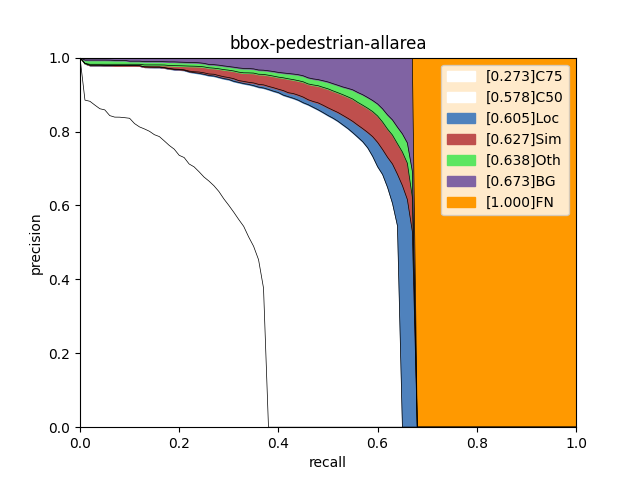 bbox-pedestrian-allarea
1.0
0.8
0.6
0.4
0.2
0.0
precision
[0.273]C75
[0.578]C50
[0.605]Loc
[0.627]Sim
[0.638]Oth
[0.673]BG
[1.000]FN
0.0 0.2 0.4 0.6 0.8 1.0
recall